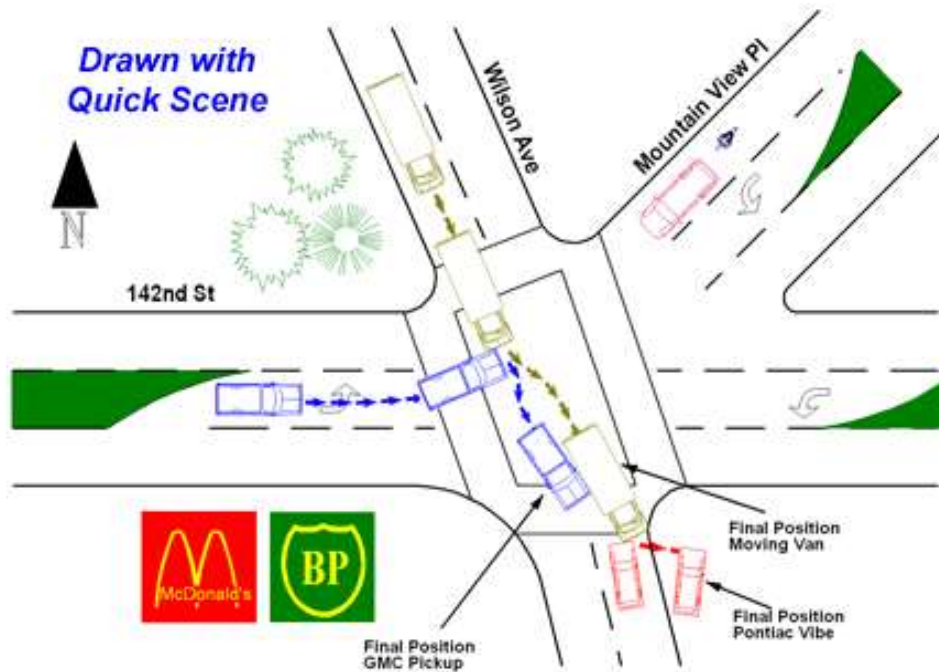 Drawn with
Quick Scene
Wilson Ave
Mountain View Pl
N
142nd St
McDonald's
BP
Final Position
Moving Van
Final Position
Pontiac Vibe
Final Position
GMC Pickup